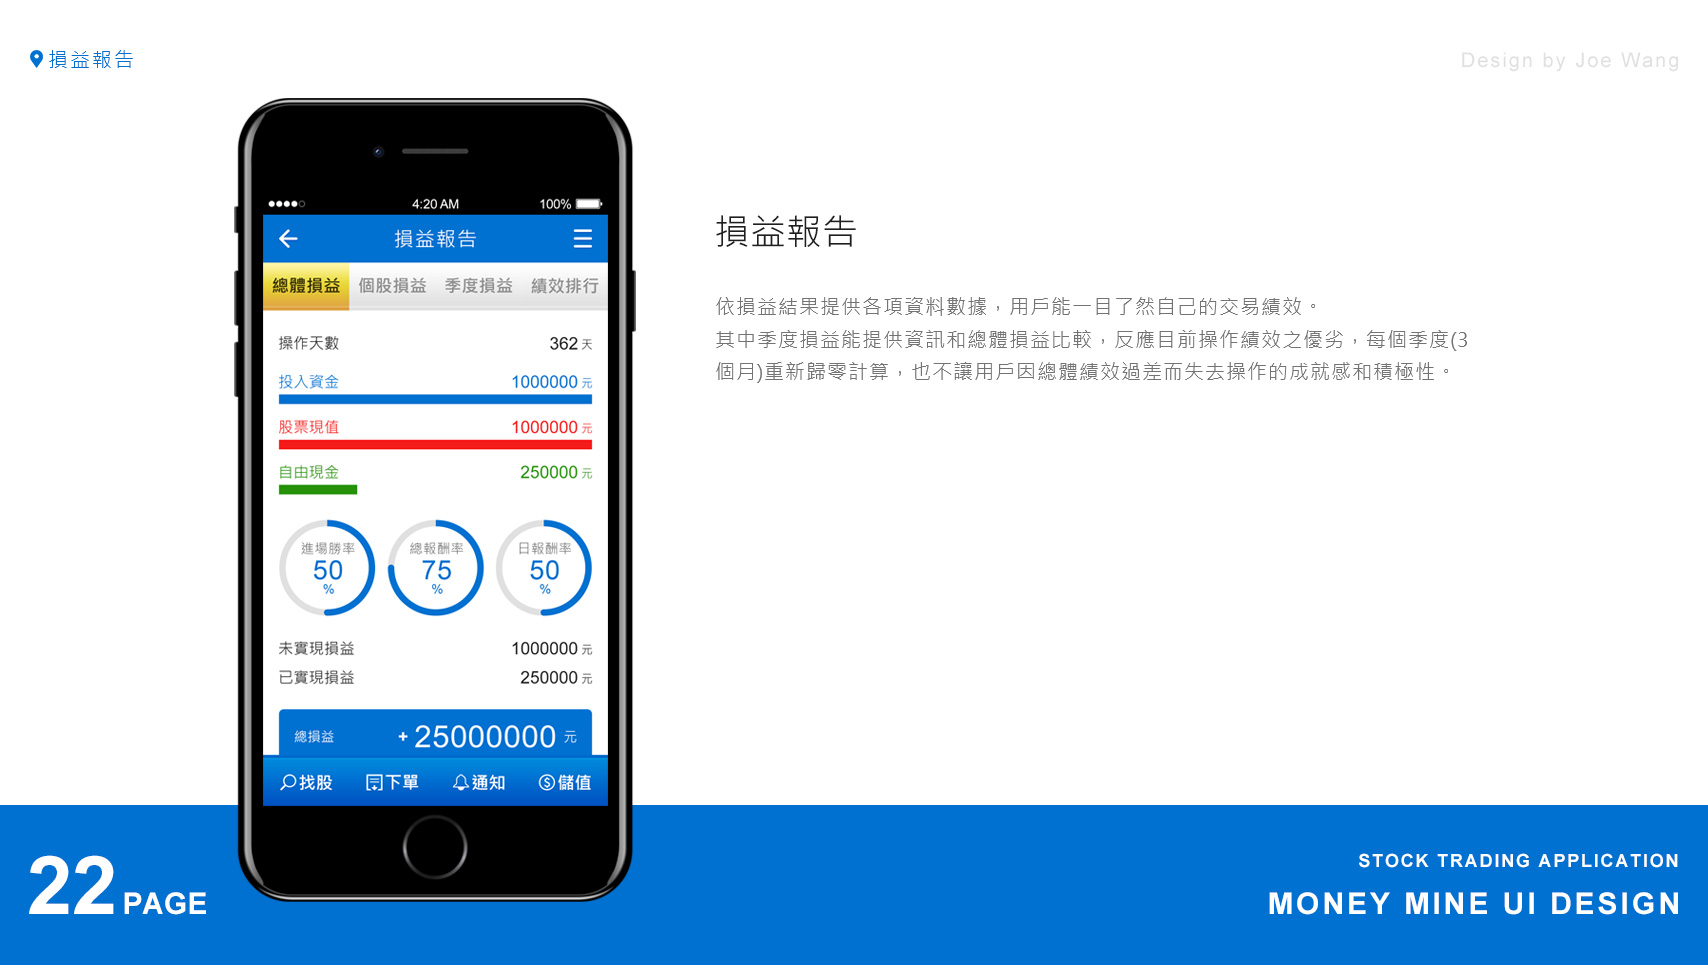 損益報告
Design by Joe Wang
4:20 AM
100%
損益報告
總體損益 個股損益 季度損益 績效排行
操作天數 362 天
投入資金 1000000 元
股票現值 1000000 元
自由現金 250000 元
進場勝率 總報酬率 日報酬率
50 75 50
% % %
未實現損益 1000000 元
已實現損益 250000 元
總損益 + 25000000 元
找股 下單 通知 $儲值
損益報告
依損益結果提供各項資料數據，用戶能一目了然自己的交易績效。
其中季度損益能提供資訊和總體損益比較，反應目前操作績效之優劣，每個季度(3
個月)重新歸零計算，也不讓用戶因總體績效過差而失去操作的成就感和積極性。
22 PAGE
STOCK TRADING APPLICATION
MONEY MINE UI DESIGN